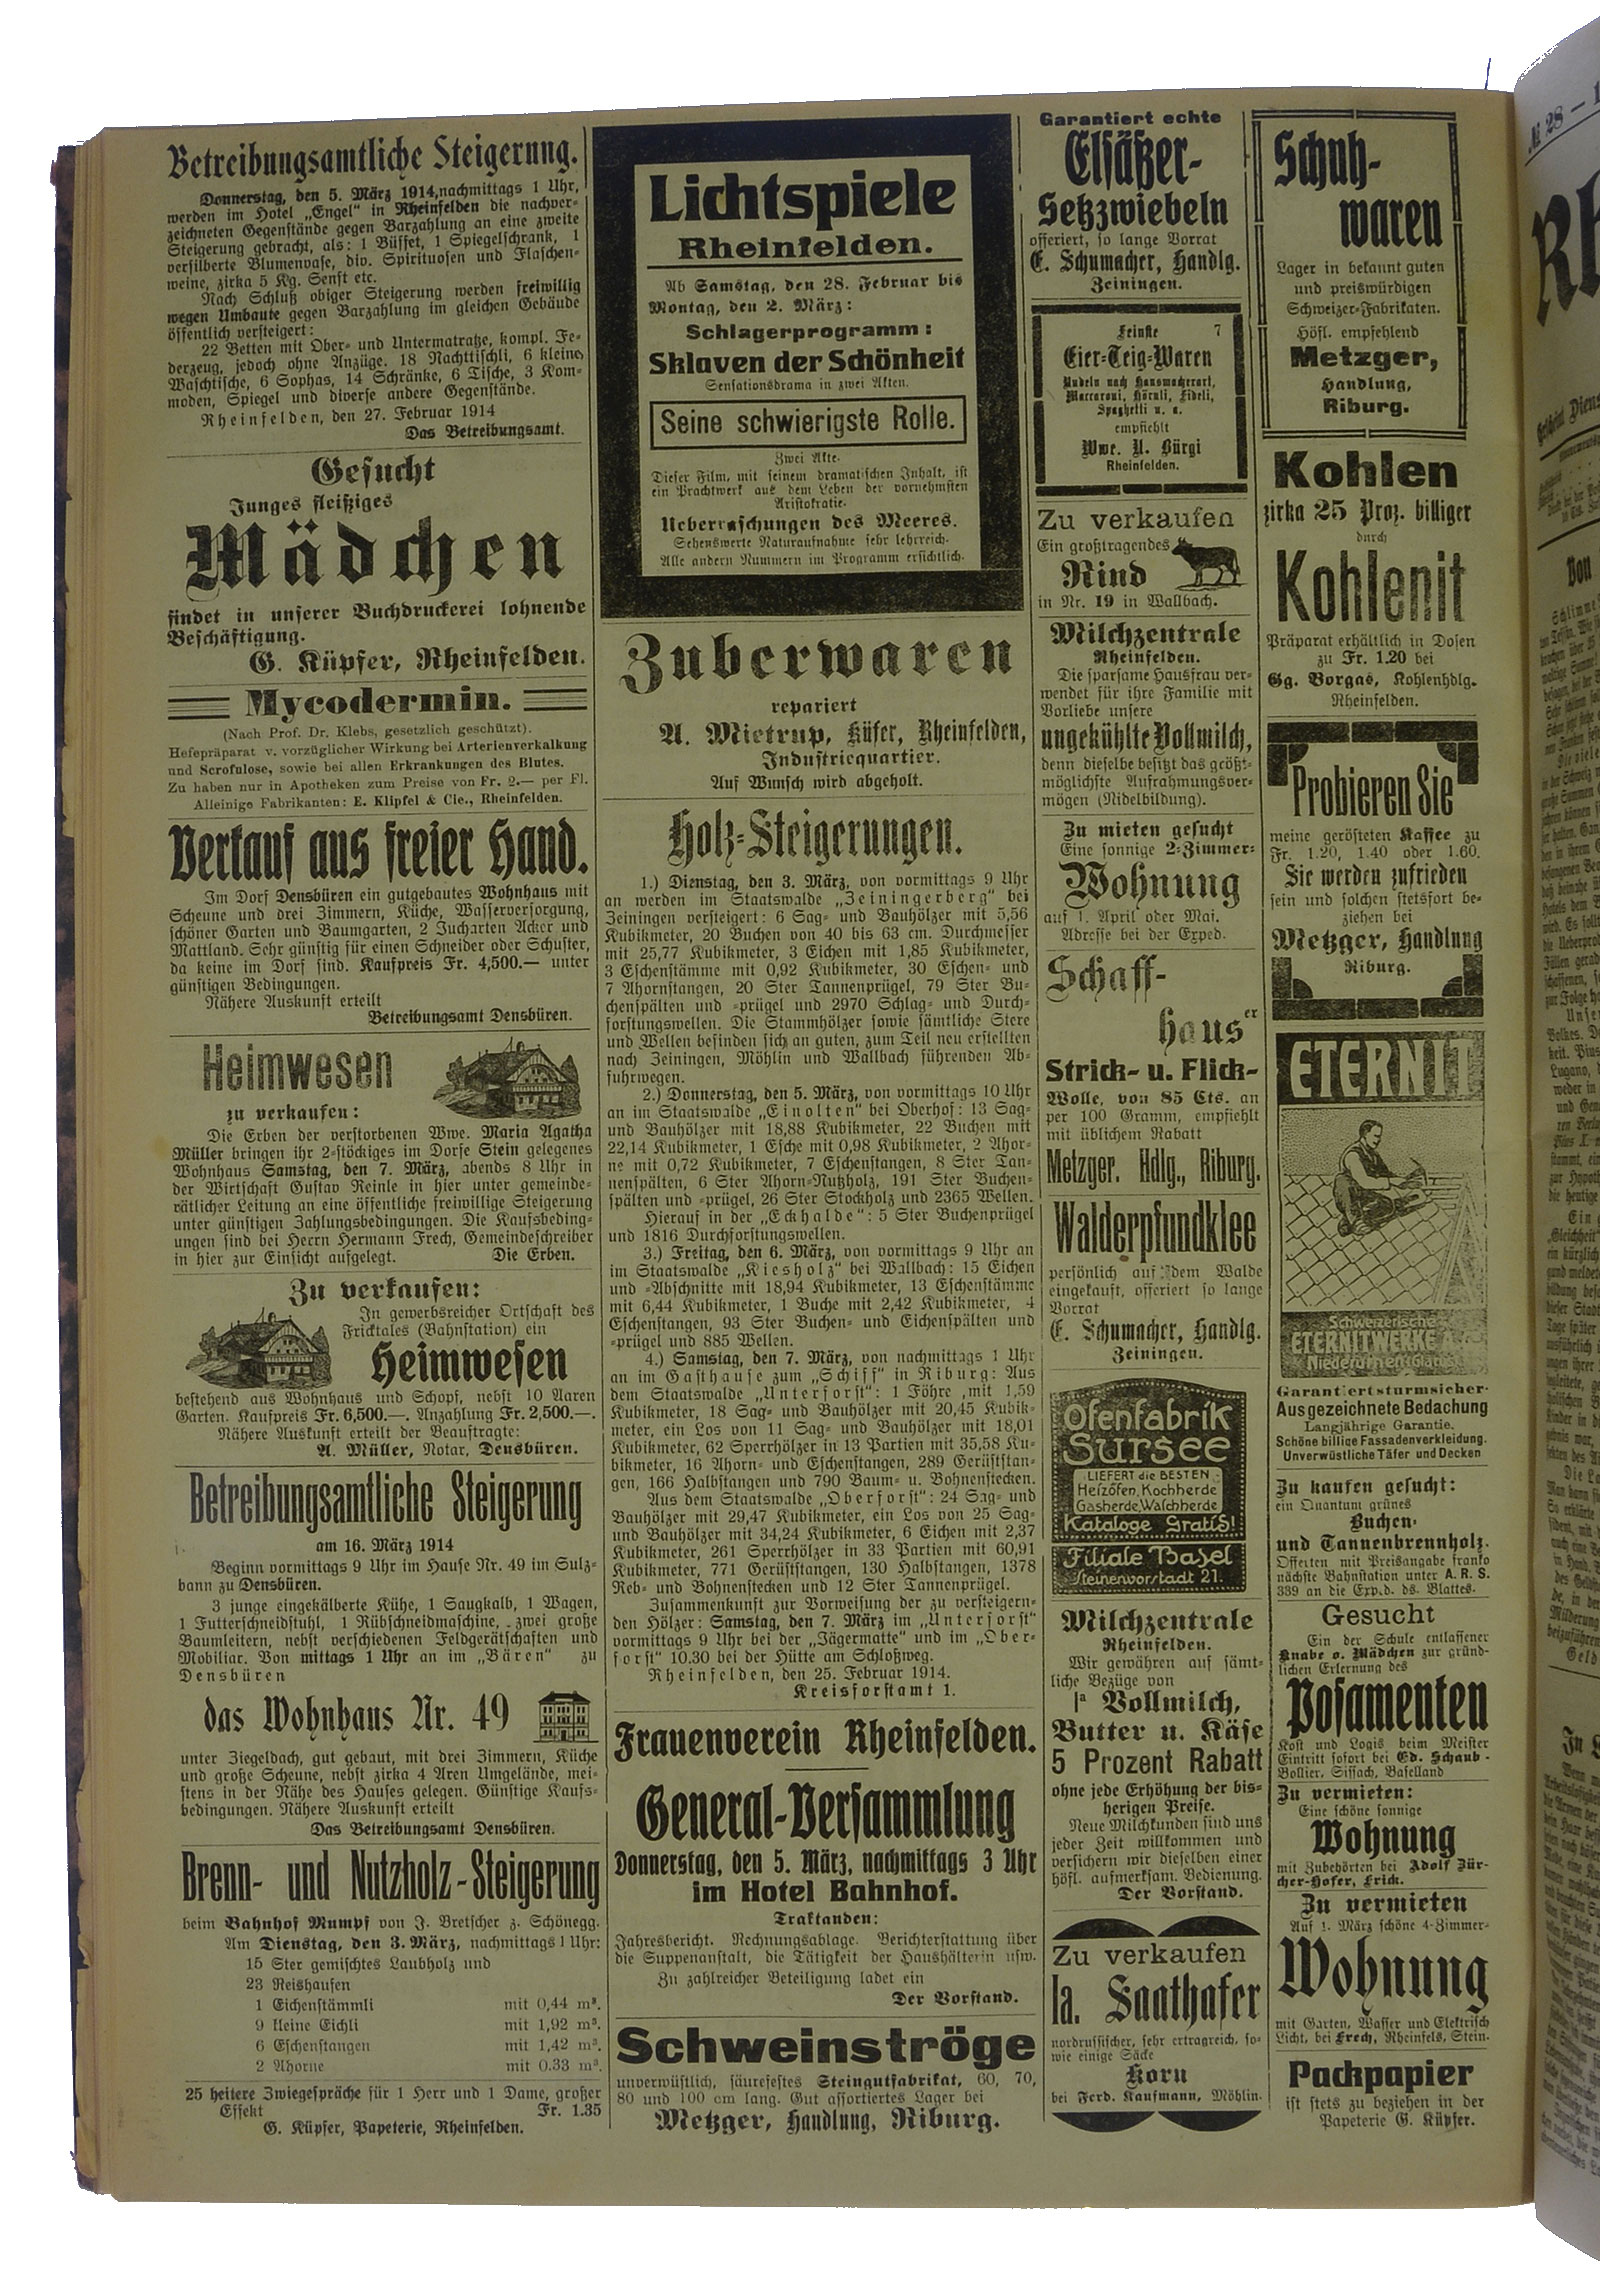 Betreibungsamtliche Steigerung.
Donnerstag, den 5. März 1914, nachmittags 1 Uhr,
werden im Hotel „Engel“ in Rheinfelden die nachver-
zeichneten Gegenstände gegen Barzahlung an eine zweite
Steigerung gebracht, als: 1 Büffet, 1 Spiegelschrank, 1
versilberte Blumenvase, div. Spirituosen und Flaschen-
weine, zirka 5 Kg. Senft etc.
Nach Schluß obiger Steigerung werden freiwillig
wegen Umbaute gegen Barzahlung im gleichen Gebäude
öffentlich versteigert:
22 Betten mit Ober- und Untermatratze, kompl. Fe-
derzeug, jedoch ohne Anzüge. 18 Nachttischli, 6 kleine
Waschtische, 6 Sophas, 14 Schränke, 6 Tische, 3 Kom-
moden, Spiegel und diverse andere Gegenstände.
Rheinfelden, den 27. Februar 1914
Das Betreibungsamt.
Gesucht
Junges fleißiges
Mädchen
findet in unserer Buchdruckerei lohnende
Beschäftigung.
G. Küpfer, Rheinfelden.
Mycodermin.
(Nach Prof. Dr. Klebs, gesetzlich geschützt).
Hefepräparat v. vorzüglicher Wirkung bei Arterienverkalkung
und Scrofulose, sowie bei allen Erkrankungen des Blutes.
Zu haben nur in Apotheken zum Preise von Fr. 2.— per Fl.
Alleinige Fabrikanten: E. Klipfel & Cie., Rheinfelden.
Verkauf aus freier Hand.
Im Dorf Densbüren ein gutgebautes Wohnhaus mit
Scheune und drei Zimmern, Küche, Wasserversorgung,
schöner Garten und Baumgarten, 2 Jucharten Acker und
Mattland. Sehr günstig für einen Schneider oder Schuster,
da keine im Dorf sind. Kaufpreis Fr. 4,500.— unter
günstigen Bedingungen.
Nähere Auskunft erteilt
Betreibungsamt Densbüren.
Heimwesen
zu verkaufen:
Die Erben der verstorbenen Wwe. Maria Agatha
Müller bringen ihr 2-stöckiges im Dorfe Stein gelegenes
Wohnhaus Samstag, den 7. März, abends 8 Uhr in
der Wirtschaft Gustav Reinle in hier unter gemeinde-
rätlicher Leitung an eine öffentliche freiwillige Steigerung
unter günstigen Zahlungsbedingungen. Die Kaufsbeding-
ungen sind bei Herrn Hermann Frech, Gemeindeschreiber
in hier zur Einsicht aufgelegt. Die Erben.
Zu verkaufen:
In gewerbsreicher Ortschaft des
Fricktales (Bahnstation) ein
Heimwesen
bestehend aus Wohnhaus und Schopf, nebst 10 Aaren
Garten. Kaufpreis Fr. 6,500.—. Anzahlung Fr. 2,500.—.
Nähere Auskunft erteilt der Beauftragte:
A. Müller, Notar, Densbüren.
Betreibungsamtliche Steigerung
am 16. März 1914
Beginn vormittags 9 Uhr im Hause Nr. 49 im Sulz-
bann zu Densbüren.
3 junge eingekälberte Kühe, 1 Saugkalb, 1 Wagen,
1 Futterschneidstuhl, 1 Rübschneidmaschine, zwei große
Baumleitern, nebst verschiedenen Feldgerätschaften und
Mobiliar. Von mittags 1 Uhr an im „Bären“ zu
Densbüren
das Wohnhaus Nr. 49
unter Ziegeldach, gut gebaut, mit drei Zimmern, Küche
und große Scheune, nebst zirka 4 Aren Umgelände, mei-
stens in der Nähe des Hauses gelegen. Günstige Kaufs-
bedingungen. Nähere Auskunft erteilt
Das Betreibungsamt Densbüren.
Brenn- und Nutzholz-Steigerung
beim Bahnhof Mumpf von J. Bretscher z. Schönegg.
Am Dienstag, den 3. März, nachmittags 1 Uhr:
15 Ster gemischtes Laubholz und
23 Reishaufen
1 Eichenstämmli mit 0,44 m³.
9 kleine Eichli mit 1,92 m³.
6 Eschenstangen mit 1,42 m³.
2 Ahorne mit 0.33 m³.
25 heitere Zwiegespräche für 1 Herr und 1 Dame, großer
Effekt Fr. 1.35
G. Küpfer, Papeterie, Rheinfelden.
Lichtspiele
Rheinfelden.
Ab Samstag, den 28. Februar bis
Montag, den 2. März:
Schlagerprogramm:
Sklaven der Schönheit
Sensationsdrama in zwei Akten.
Seine schwierigste Rolle.
Zwei Akte.
Dieser Film, mit seinem dramatischen Inhalt, ist
ein Prachtwerk aus dem Leben der vornehmsten
Aristokratie.
Ueberraschungen des Meeres.
Sehenswerte Naturaufnahme sehr lehrreich.
Alle andern Nummern im Programm ersichtlich.
Zuberwaren
repariert
A. Mietrup, Küfer, Rheinfelden,
Industriequartier.
Auf Wunsch wird abgeholt.
Holz-Steigerungen.
1.) Dienstag, den 3. März, von vormittags 9 Uhr
an werden im Staatswalde „Zeiningerberg“ bei
Zeiningen versteigert: 6 Sag- und Bauhölzer mit 5,56
Kubikmeter, 20 Buchen von 40 bis 63 cm. Durchmesser
mit 25,77 Kubikmeter, 3 Eichen mit 1,85 Kubikmeter,
3 Eschenstämme mit 0,92 Kubikmeter, 30 Eschen- und
7 Ahornstangen, 20 Ster Tannenprügel, 79 Ster Bu-
chenspälten und -prügel und 2970 Schlag- und Durch-
forstungswellen. Die Stammhölzer sowie sämtliche Stere
und Wellen befinden sich an guten, zum Teil neu erstellten
nach Zeiningen, Möhlin und Wallbach führenden Ab-
fuhrwegen.
2.) Donnerstag, den 5. März, von vormittags 10 Uhr
an im Staatswalde „Einolten“ bei Oberhof: 13 Sag-
und Bauhölzer mit 18,88 Kubikmeter, 22 Buchen mit
22,14 Kubikmeter, 1 Esche mit 0,98 Kubikmeter, 2 Ahor-
ne mit 0,72 Kubikmeter, 7 Eschenstangen, 8 Ster Tan-
nenspälten, 6 Ster Ahorn-Nutzholz, 191 Ster Buchen-
spälten und -prügel, 26 Ster Stockholz und 2365 Wellen.
Hierauf in der „Eckhalde“: 5 Ster Buchenprügel
und 1816 Durchforstungswellen.
3.) Freitag, den 6. März, von vormittags 9 Uhr an
im Staatswalde „Kiesholz“ bei Wallbach: 15 Eichen
und -Abschnitte mit 18,94 Kubikmeter, 13 Eschenstämme
mit 6,44 Kubikmeter, 1 Buche mit 2,42 Kubikmeter, 4
Eschenstangen, 93 Ster Buchen- und Eichenspälten und
-prügel und 885 Wellen.
4.) Samstag, den 7. März, von nachmittags 1 Uhr
an im Gasthause zum „Schiff“ in Riburg: Aus
dem Staatswalde „Unterforst“: 1 Föhre ,mit 1,59
Kubikmeter, 18 Sag- und Bauhölzer mit 20,45 Kubik-
meter, ein Los von 11 Sag- und Bauhölzer mit 18,01
Kubikmeter, 62 Sperrhölzer in 13 Partien mit 35,58 Ku-
bikmeter, 16 Ahorn- und Eschenstangen, 289 Gerüststan-
gen, 166 Halbstangen und 790 Baum- u. Bohnenstecken.
Aus dem Staatswalde „Oberforst“: 24 Sag- und
Bauhölzer mit 29,47 Kubikmeter, ein Los von 25 Sag-
und Bauhölzer mit 34,24 Kubikmeter, 6 Eichen mit 2,37
Kubikmeter, 261 Sperrhölzer in 33 Partien mit 60,91
Kubikmeter, 771 Gerüststangen, 130 Halbstangen, 1378
Reb- und Bohnenstecken und 12 Ster Tannenprügel.
Zusammenkunft zur Vorweisung der zu versteigern-
den Hölzer: Samstag, den 7. März im „Unterforst“
vormittags 9 Uhr bei der „Jägermatte“ und im „Ober-
forst“ 10.30 bei der Hütte am Schloßweg.
Rheinfelden, den 25. Februar 1914.
Kreisforstamt 1.
Frauenverein Rheinfelden.
General-Versammlung
Donnerstag, den 5. März, nachmittags 3 Uhr
im Hotel Bahnhof.
Traktanden:
Jahresbericht. Rechnungsablage. Berichterstattung über
die Suppenanstalt, die Tätigkeit der Haushälterin usw.
Zu zahlreicher Beteiligung ladet ein
Der Vorstand.
Schweinströge
unverwüstlich, säurefestes Steingutfabrikat, 60, 70,
80 und 100 cm lang. Gut assortiertes Lager bei
Metzger, Handlung, Riburg.
Garantiert echte
Elsäßer-
Setzzwiebeln
offeriert, so lange Vorrat
E. Schumacher, Handlg.
Zeiningen.
Feinste 7
Eier-Teig-Waren
Nudeln nach Hausmacherart,
Maccaroni, Hörnli, Fideli,
Spaghetti u. a.
empfiehlt
Wwe. U. Bürgi
Rheinfelden.
Zu verkaufen
Ein großtragendes
Rind
in Nr. 19 in Wallbach.
Milchzentrale
Rheinfelden.
Die sparsame Hausfrau ver-
wendet für ihre Familie mit
Vorliebe unsere
ungekühlte Vollmilch,
denn dieselbe besitzt das größt-
möglichste Aufrahmungsver-
mögen (Nidelbildung).
Zu mieten gesucht
Eine sonnige 2-Zimmer-
Wohnung
auf 1. April oder Mai.
Adresse bei der Exped.
Schaff-
hauser
Strick- u. Flick-
Wolle, von 85 Cts. an
per 100 Gramm, empfiehlt
mit üblichem Rabatt
Metzger. Hdlg., Riburg.
Walderpfundklee
persönlich auf dem Walde
eingekauft, offeriert so lange
Vorrat
E. Schumacher, Handlg.
Zeiningen.
Ofenfabrik
Sursee
LIEFERT die BESTEN
Heizöfen, Kochherde
Gasherde, Waschherde
Kataloge Gratis!
Filiale Basel
Steinenvorstadt 21.
Milchzentrale
Rheinfelden.
Wir gewähren auf sämt-
liche Bezüge von
Iª Vollmilch,
Butter u. Käse
5 Prozent Rabatt
ohne jede Erhöhung der bis-
herigen Preise.
Neue Milchkunden sind uns
jeder Zeit willkommen und
versichern wir dieselben einer
höfl. aufmerksam. Bedienung.
Der Vorstand.
Zu verkaufen
Ia. Saathafer
nordrussischer, sehr ertragreich, so-
wie einige Säcke
Korn
bei Ferd. Kaufmann, Möhlin.
Schuh-
waren
Lager in bekannt guten
und preiswürdigen
Schweizer-Fabrikaten.
Höfl. empfehlend
Metzger,
Handlung,
Riburg.
Kohlen
zirka 25 Proz. billiger
durch
Kohlenit
Präparat erhältlich in Dosen
zu Fr. 1.20 bei
Gg. Borgas, Kohlenhdlg.
Rheinfelden.
Probieren Sie
meine gerösteten Kaffee zu
Fr. 1.20, 1.40 oder 1.60.
Sie werden zufrieden
sein und solchen stetsfort be-
ziehen bei
Metzger, Handlung
Riburg.
ETERNIT
Schweizerische
ETERNITWERKE A.G.
Niederurnen (Glarus)
Garantiert sturmsicher.
Ausgezeichnete Bedachung
Langjährige Garantie.
Schöne billige Fassadenverkleidung.
Unverwüstliche Täfer und Decken
Zu kaufen gesucht:
ein Quantum grünes
Buchen-
und Tannenbrennholz.
Offerten mit Preisangabe franko
nächste Bahnstation unter A. R. S.
339 an die Exp.d. ds. Blattes.
Gesucht
Ein der Schule entlassener
Knabe o. Mädchen zur gründ-
lichen Erlernung des
Posamenten
Kost und Logis beim Meister
Eintritt sofort bei Ed. Schaub-
Bollier, Sissach, Baselland
Zu vermieten:
Eine schöne sonnige
Wohnung
mit Zubehörten bei Adolf Zür-
cher-Hofer, Frick.
Zu vermieten
Auf 1. März schöne 4-Zimmer-
Wohnung
mit Garten, Wasser und Elektrisch
Licht, bei Frech, Rheinfels, Stein.
Packpapier
ist stets zu beziehen in der
Papeterie G. Küpfer.
№ 28 — 1